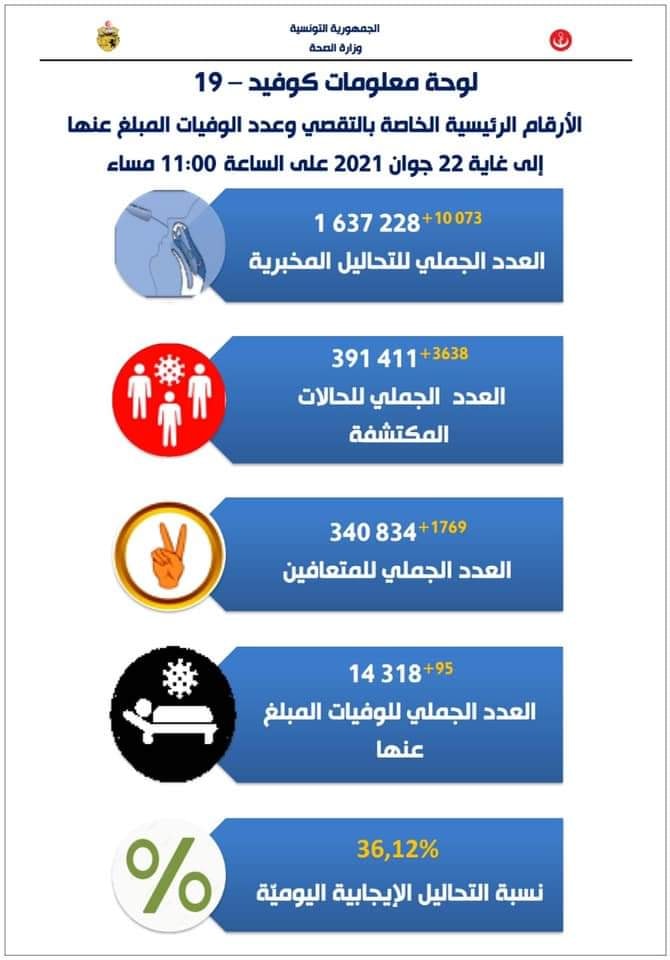 الجمهورية التونسية
وزارة الصحة
لوحة معلومات كوفيد – 19
الأرقام الرئيسية الخاصة بالتقصي وعدد الوفيات المبلغ عنها
إلى غاية 22 جوان 2021 على الساعة 11:00 مساء
1 637 228 +10 073
العدد الجملي للتحاليل المخبرية
391 411 +3638
العدد الجملي للحالات
المكتشفة
340 834 +1769
العدد الجملي للمتعافين
14 318 +95
العدد الجملي للوفيات المبلغ
عنها
36,12%
نسبة التحاليل الإيجابية اليوميّة
%